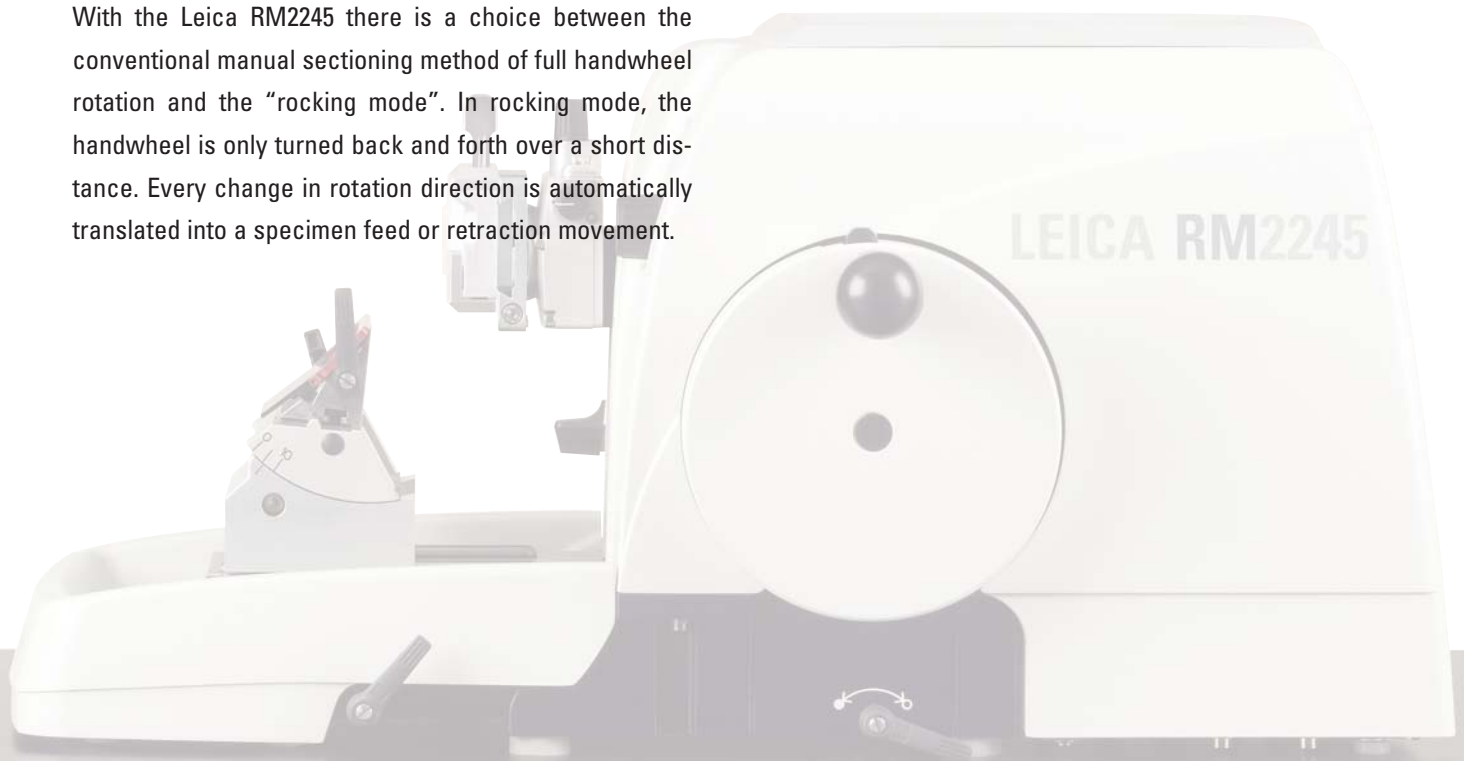 With the Leica RM2245 there is a choice between the
conventional manual sectioning method of full handwheel
rotation and the “rocking mode”. In rocking mode, the
handwheel is only turned back and forth over a short dis-
tance. Every change in rotation direction is automatically
translated into a specimen feed or retraction movement.
LEICA RM2245